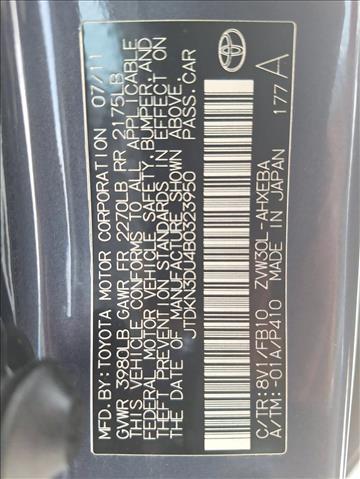 MFD. BY: TOYOTA MOTOR CORPORATION 07/11
GVWR 3980LB GAWR FR 2270LB RR 2175LB
THIS VEHICLE CONFORMS TO ALL APPLICABLE
FEDERAL MOTOR VEHICLE SAFETY, BUMPER, AND
THEFT PREVENTION STANDARDS IN EFFECT ON
THE DATE OF MANUFACTURE SHOWN ABOVE.
JTDKN3DU4B0323950 PASS. CAR
TOYOTA
C/TR: 8V1/FB10 ZVW30L-AHXEBA
A/TM: -01A/P410 MADE IN JAPAN 177 A